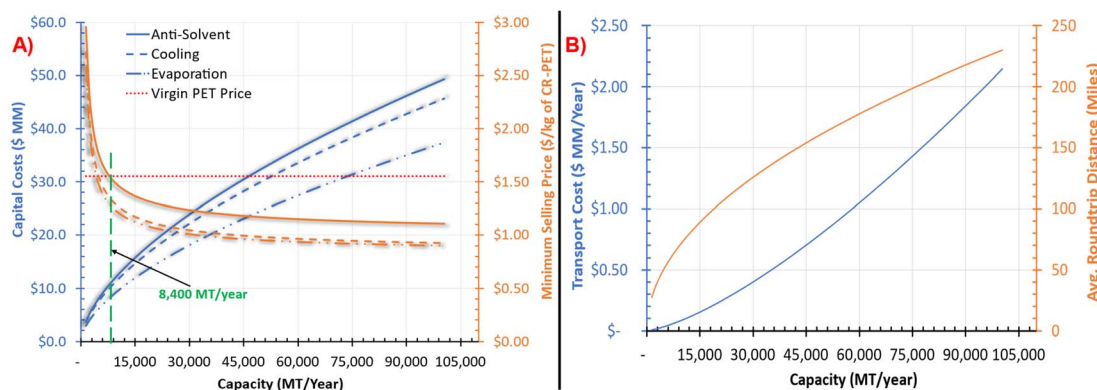 A)
Capital Costs ($ MM)
$60.0
$50.0
$40.0
$30.0
$20.0
$10.0
$0.0
Anti-Solvent
Cooling
Evaporation
Virgin PET Price
8,400 MT/year
$3.00
$2.50
$2.00
$1.50
$1.00
$0.50
$0.00
Minimum Selling Price ($/kg of CR-PET)
- 15,000 30,000 45,000 60,000 75,000 90,000 105,000
Capacity (MT/Year)
B)
Transport Cost ($ MM/Year)
$2.50
$2.00
$1.50
$1.00
$0.50
$-
250
200
150
100
50
0
Avg. Roundtrip Distance (Miles)
- 15,000 30,000 45,000 60,000 75,000 90,000 105,000
Capacity (MT/Year)